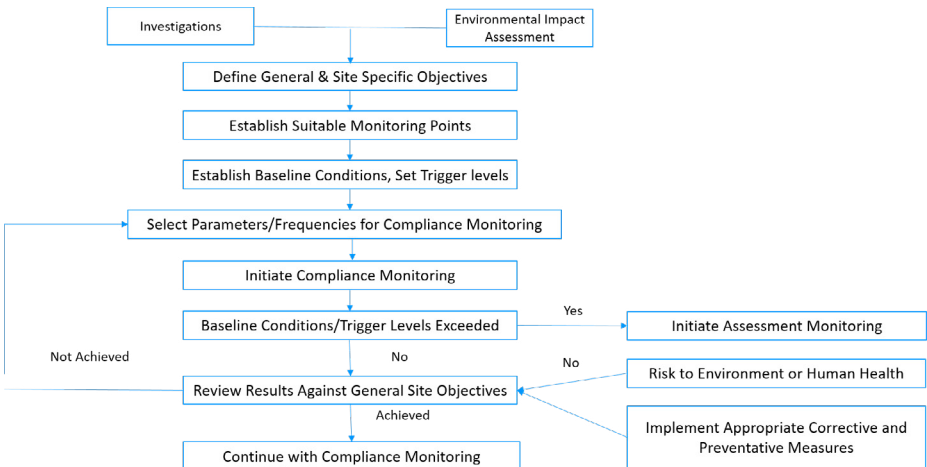 Investigations
Environmental Impact
Assessment
Define General & Site Specific Objectives
Establish Suitable Monitoring Points
Establish Baseline Conditions, Set Trigger levels
Select Parameters/Frequencies for Compliance Monitoring
Initiate Compliance Monitoring
Baseline Conditions/Trigger Levels Exceeded
Yes
Initiate Assessment Monitoring
Not Achieved
No
No
Risk to Environment or Human Health
Review Results Against General Site Objectives
Achieved
Implement Appropriate Corrective and
Preventative Measures
Continue with Compliance Monitoring